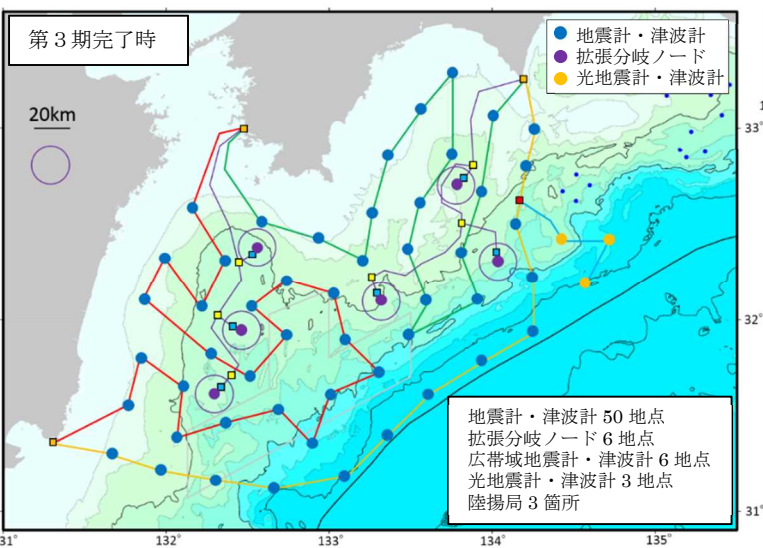 第３期完了時
地震計・津波計
拡張分岐ノード
光地震計・津波計
20km
1
33°
32°
31°
地震計・津波計 50 地点
拡張分岐ノード 6 地点
広帯域地震計・津波計 6 地点
光地震計・津波計 3 地点
陸揚局 3 箇所
31°
132°
133°
134°
135°